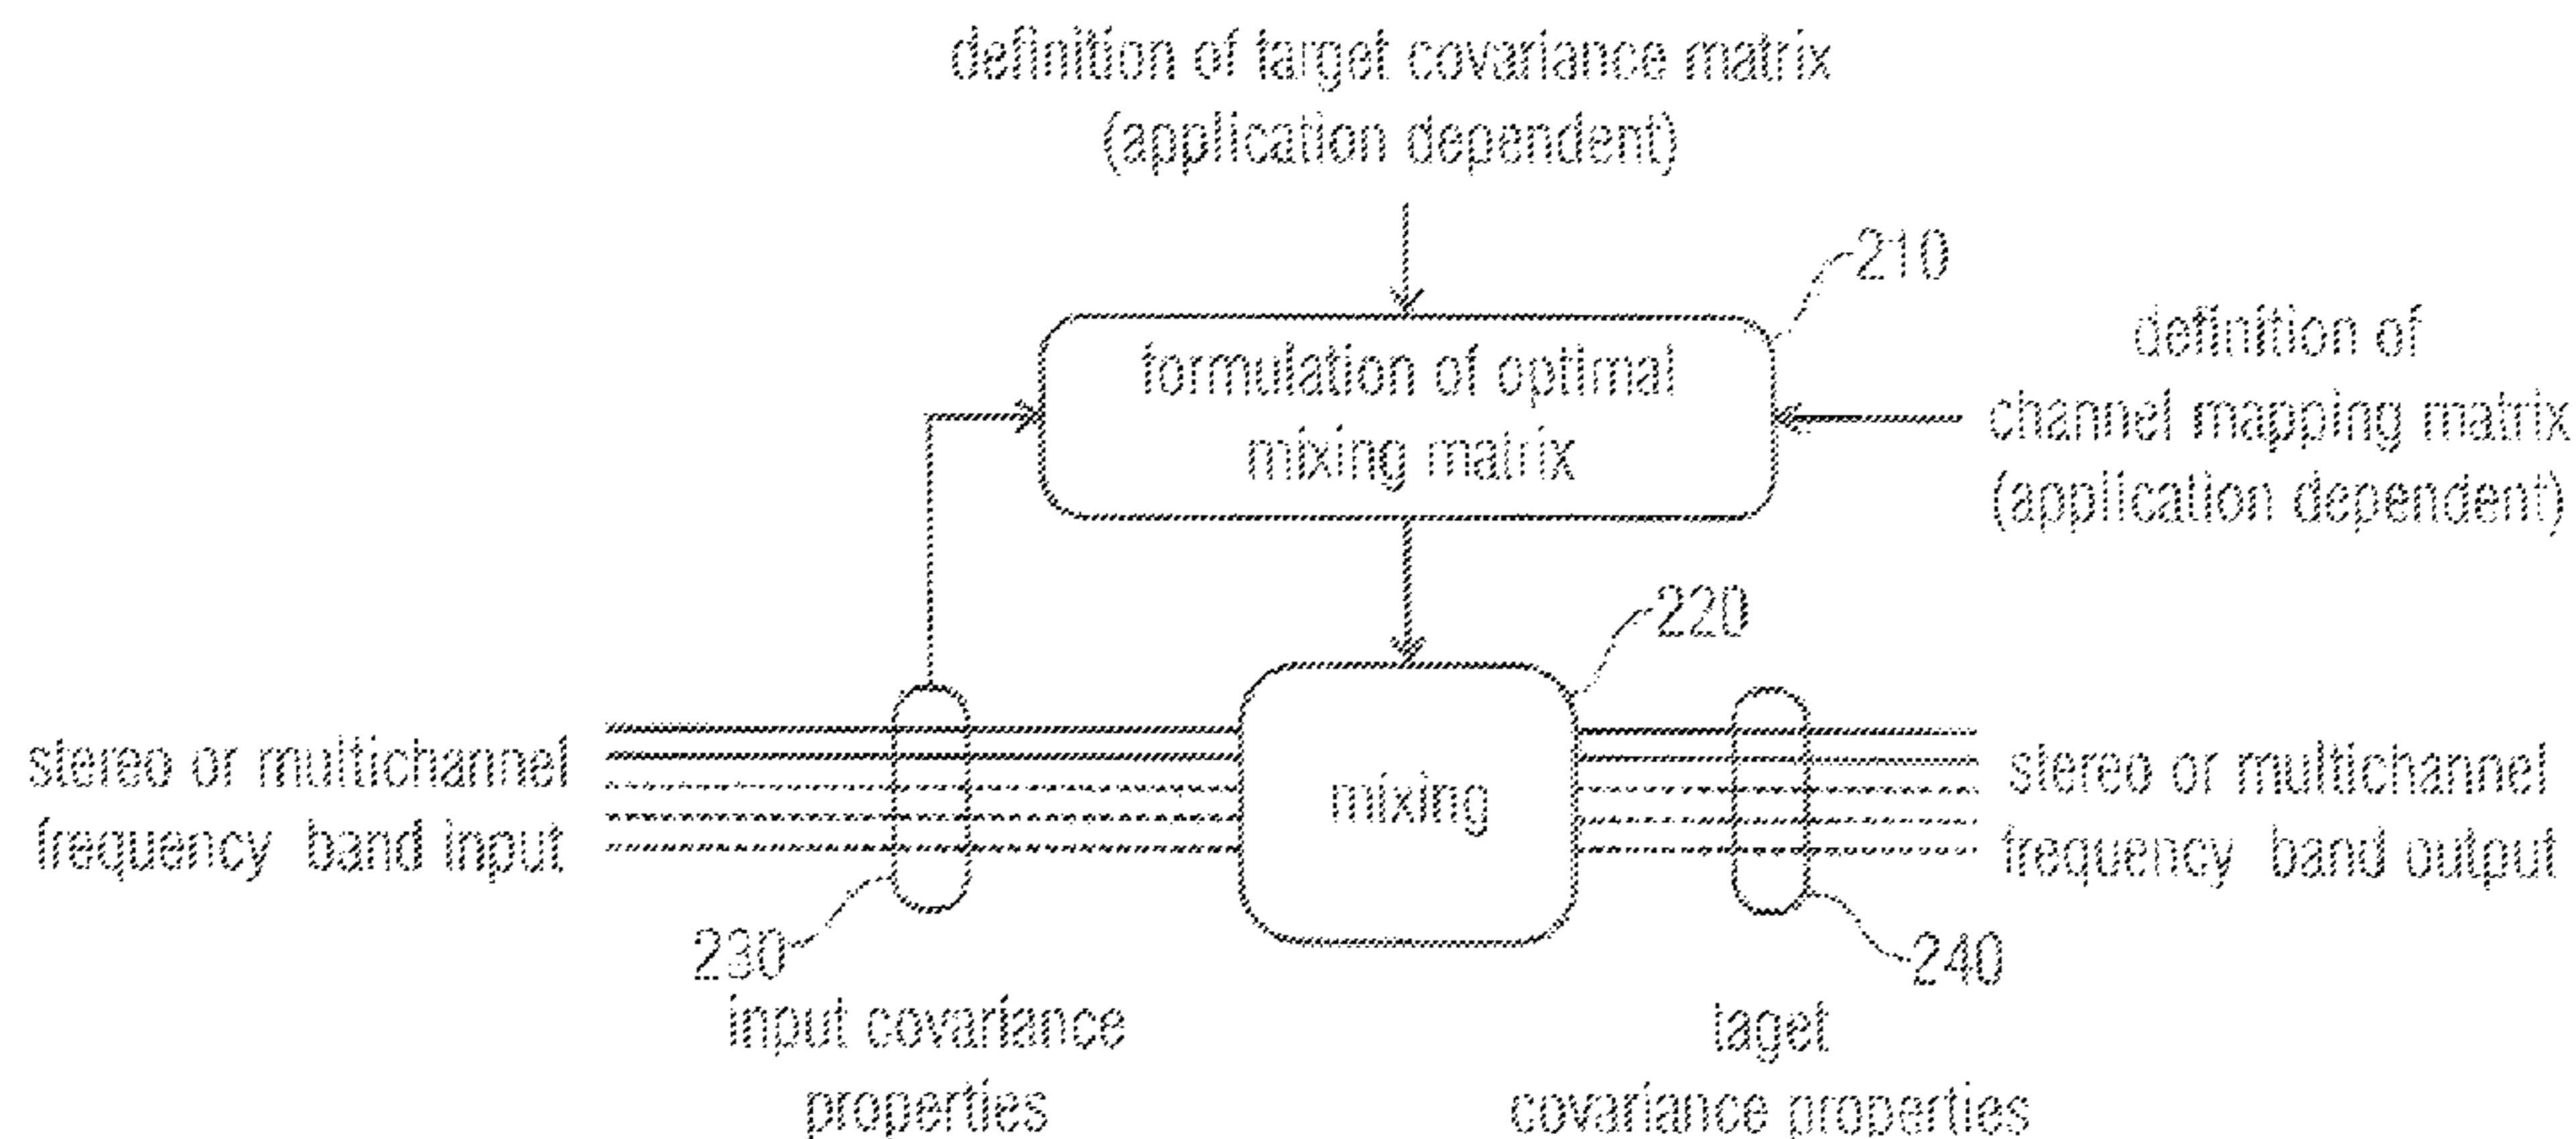 definition of target covariance matrix
(application dependent)
210
formulation of optimal
mixing matrix
definition of
channel mapping matrix
(application dependent)
220
stereo or multichannel
frequency band input
mixing
stereo or multichannel
frequency band output
230
input covariance
properties
240
taget
covariance properties